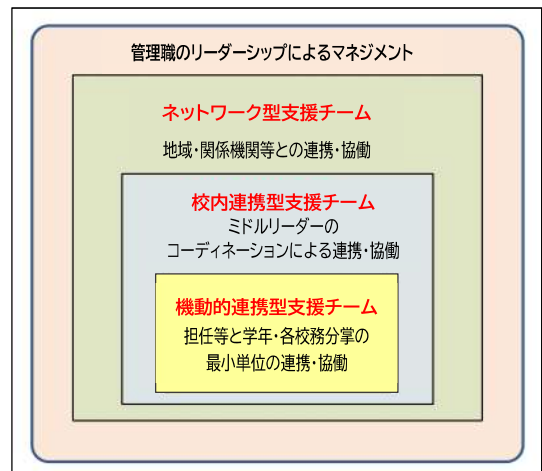 管理職のリーダーシップによるマネジメント
ネットワーク型支援チーム
地域・関係機関等との連携・協働
校内連携型支援チーム
ミドルリーダーの
コーディネーションによる連携・協働
機動的連携型支援チーム
担任等と学年・各校務分掌の
最小単位の連携・協働